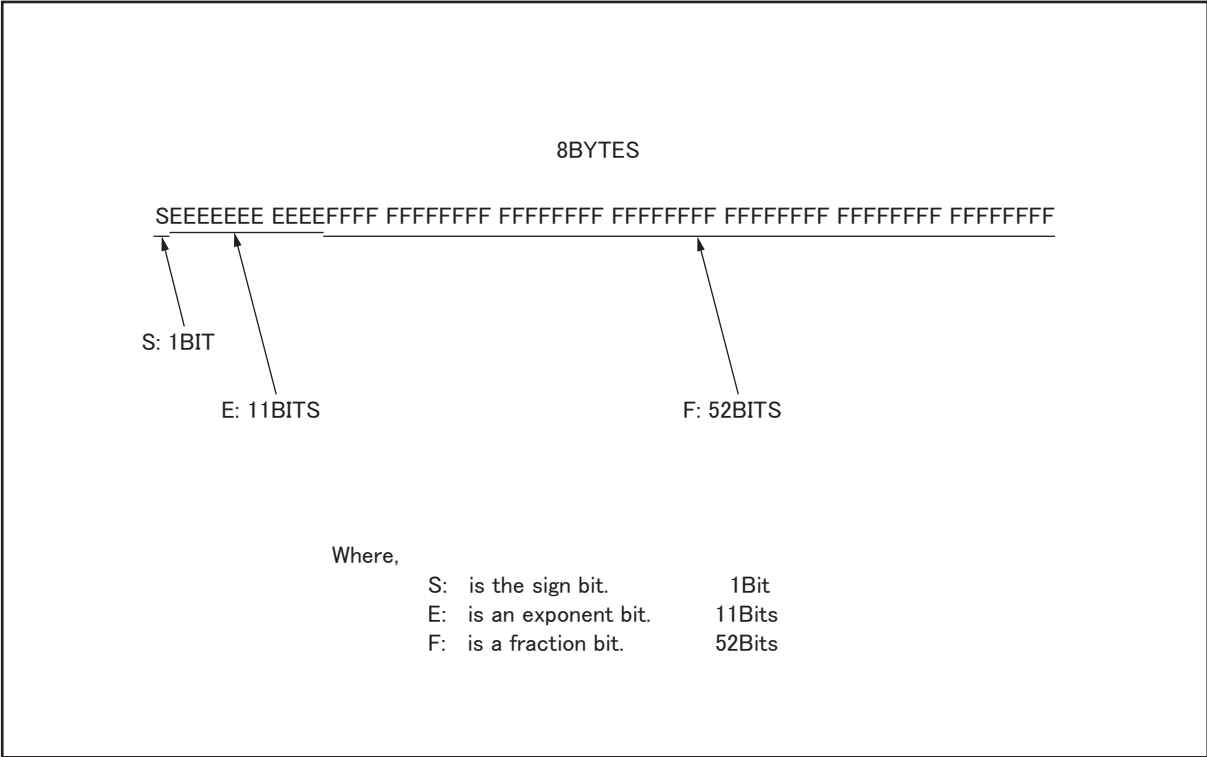 8BYTES
SEEEEEEE EEEEFFFF FFFFFFFF FFFFFFFF FFFFFFFF FFFFFFFF FFFFFFFF FFFFFFFF
S: 1BIT
E: 11BITS
F: 52BITS
Where,
S: is the sign bit. 1Bit
E: is an exponent bit. 11Bits
F: is a fraction bit. 52Bits